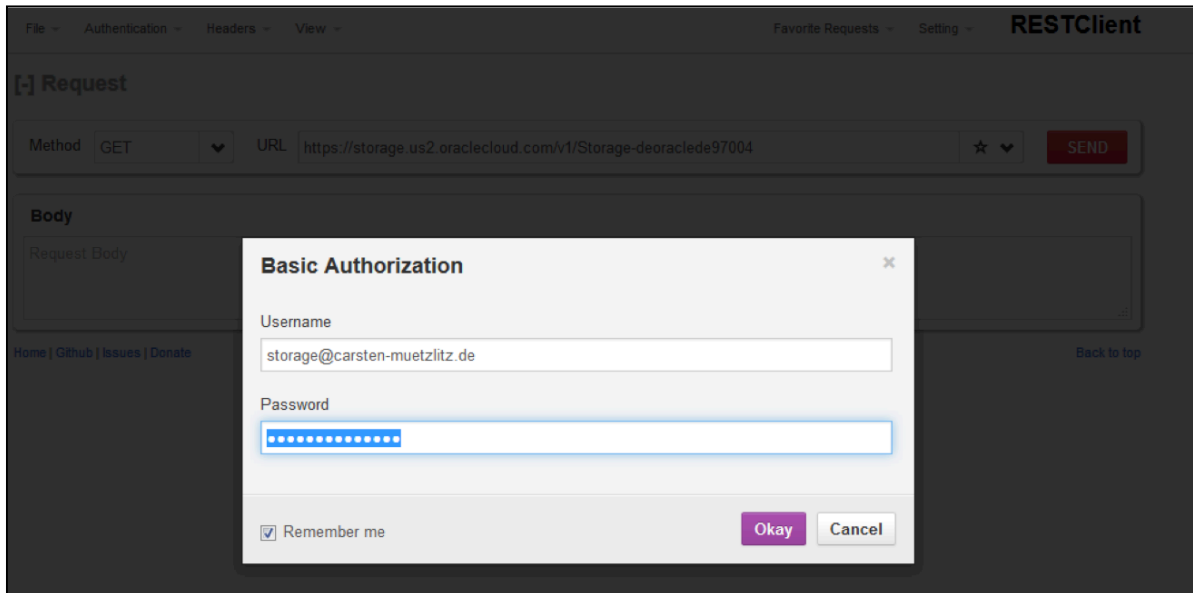 File Authentication Headers View Favorite Requests Setting RESTClient
[-] Request
Method GET URL https://storage.us2.oraclecloud.com/v1/Storage-deoraclede97004 SEND
Body
Request Body
Basic Authorization
Username
storage@carsten-muetzlitz.de
Home | Github | Issues | Donate Back to top
Password
••••••••••••••
Remember me Okay Cancel